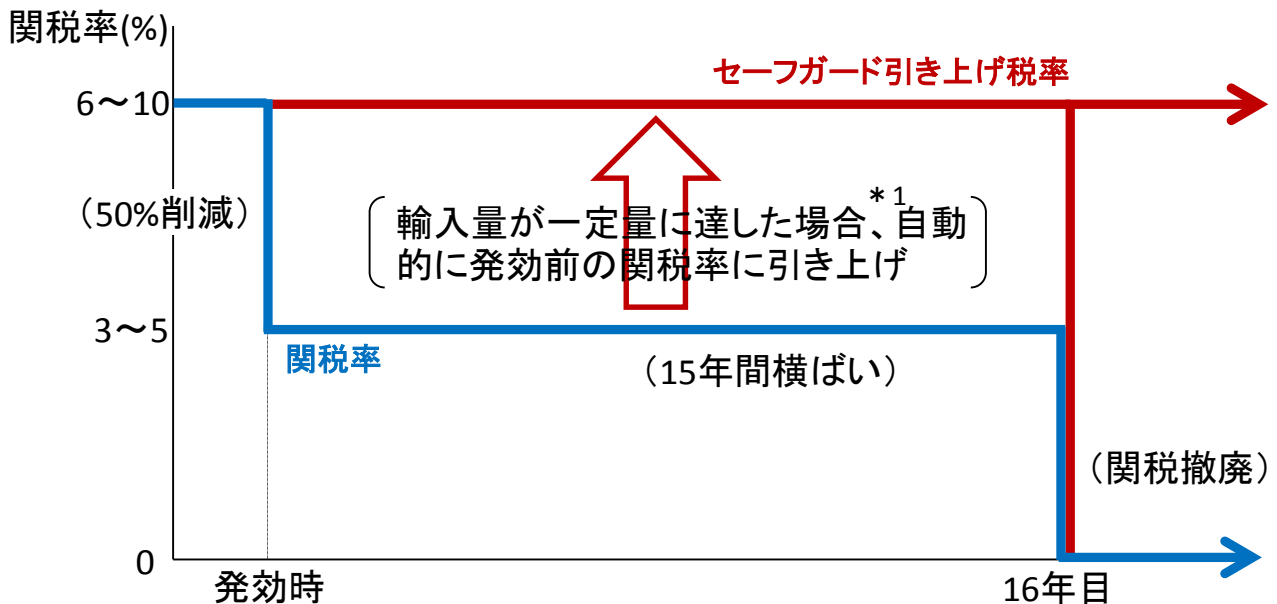 関税率(%)
セーフガード引き上げ税率
6～10
（50%削減）
輸入量が一定量に達した場合、自動
＊1
的に発効前の関税率に引き上げ
3～5
関税率
（15年間横ばい）
（関税撤廃）
0
発効時
16年目